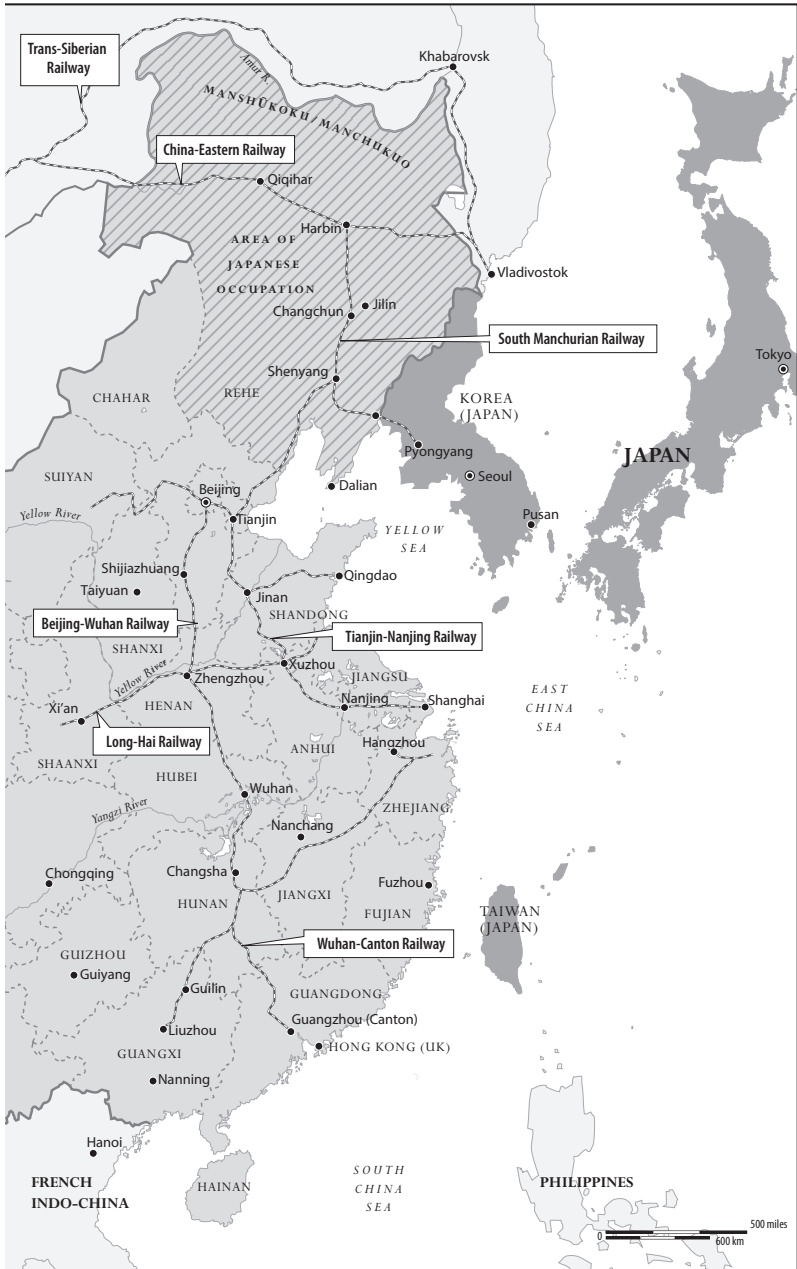 Trans-Siberian
Railway
Khabarovsk
Amur R.
MANSHŪKOKU/MANCHUKUO
China-Eastern Railway
Qiqihar
Harbin
AREA OF
JAPANESE
OCCUPATION
Vladivostok
Jilin
Changchun
South Manchurian Railway
Shenyang
Tokyo
CHAHAR
REHE
KOREA
(JAPAN)
Pyongyang
JAPAN
SUIYAN
Seoul
Beijing
Dalian
Yellow River
Tianjin
Pusan
YELLOW
SEA
Shijiazhuang
Qingdao
Taiyuan
Jinan
SHANDONG
Beijing-Wuhan Railway
Tianjin-Nanjing Railway
SHANXI
Xuzhou
Yellow River
Zhengzhou
JIANGSU
EAST
CHINA
SEA
Xi'an
HENAN
Nanjing
Shanghai
Long-Hai Railway
ANHUI
Hangzhou
SHAANXI
HUBEI
Wuhan
ZHEJIANG
Yangzi River
Nanchang
Chongqing
Changsha
Fuzhou
HUNAN
JIANGXI
FUJIAN
TAIWAN
(JAPAN)
Wuhan-Canton Railway
GUIZHOU
Guiyang
Guilin
GUANGDONG
Liuzhou
Guangzhou (Canton)
GUANGXI
HONG KONG (UK)
Nanning
Hanoi
FRENCH
INDO-CHINA
HAINAN
SOUTH
CHINA
SEA
PHILIPPINES
0
500 miles
600 km